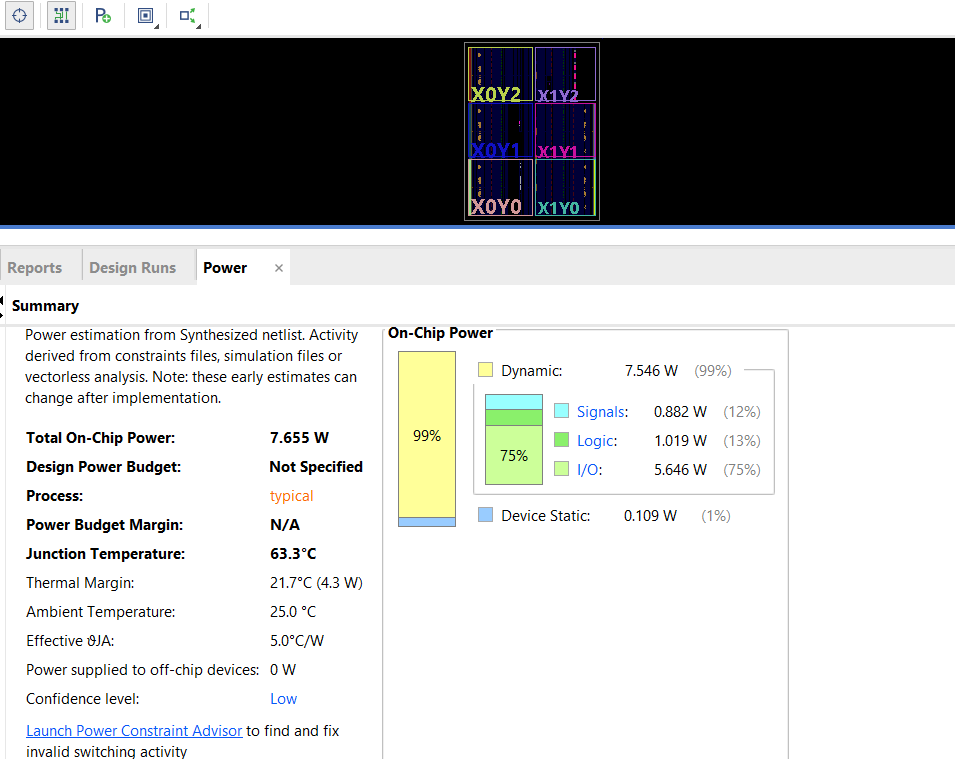 X0Y2 X1Y2
X0Y1 X1Y1
X0Y0 X1Y0
Reports Design Runs Power ×
Summary
Power estimation from Synthesized netlist. Activity
derived from constraints files, simulation files or
vectorless analysis. Note: these early estimates can
change after implementation.
Total On-Chip Power: 7.655 W
Design Power Budget: Not Specified
Process: typical
Power Budget Margin: N/A
Junction Temperature: 63.3°C
Thermal Margin: 21.7°C (4.3 W)
Ambient Temperature: 25.0 °C
Effective ϑJA: 5.0°C/W
Power supplied to off-chip devices: 0 W
Confidence level: Low
Launch Power Constraint Advisor to find and fix
invalid switching activity
On-Chip Power
99%
Dynamic: 7.546 W (99%)
75%
Signals: 0.882 W (12%)
Logic: 1.019 W (13%)
I/O: 5.646 W (75%)
Device Static: 0.109 W (1%)